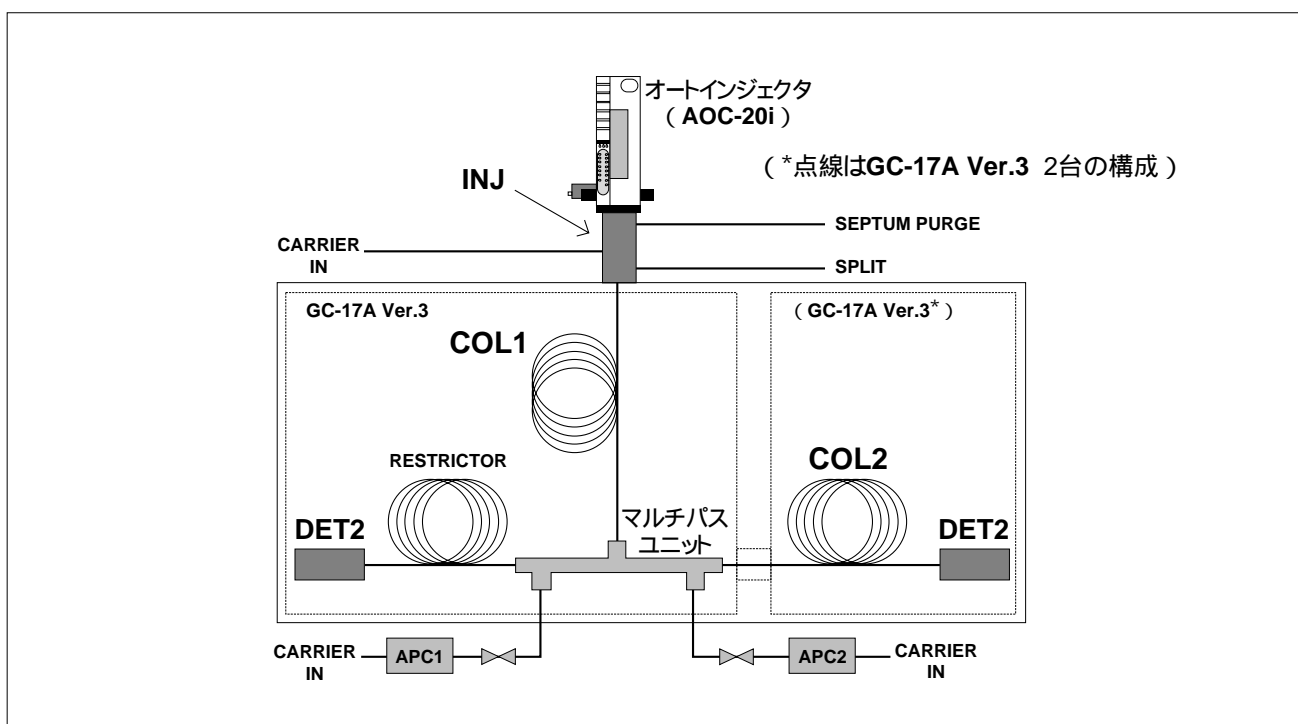 オートインジェクタ
（AOC-20i）
（*点線はGC-17A Ver.3 2台の構成）
INJ
SEPTUM PURGE
CARRIER
IN
SPLIT
GC-17A Ver.3
（GC-17A Ver.3*）
COL1
RESTRICTOR
COL2
マルチパス
ユニット
DET2
DET2
CARRIER
IN
APC1
APC2
CARRIER
IN